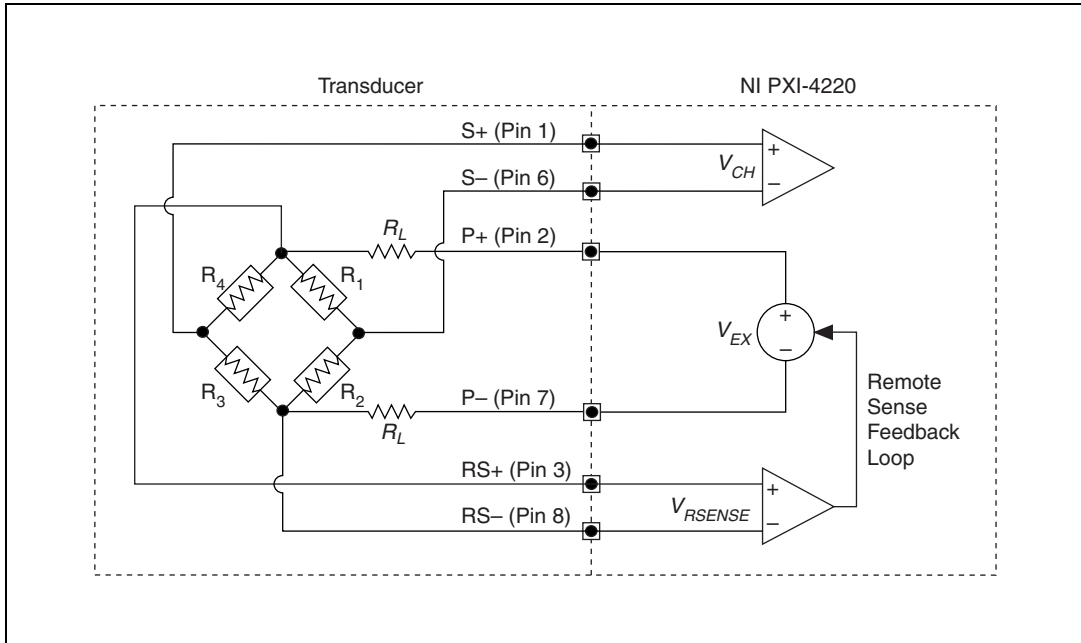 Transducer
NI PXI-4220
S+ (Pin 1)
+
V_CH
–
S– (Pin 6)
R_L
P+ (Pin 2)
R_4
R_1
+
V_EX
–
R_3
R_2
P– (Pin 7)
R_L
Remote
Sense
Feedback
Loop
RS+ (Pin 3)
+
V_RSENSE
–
RS– (Pin 8)